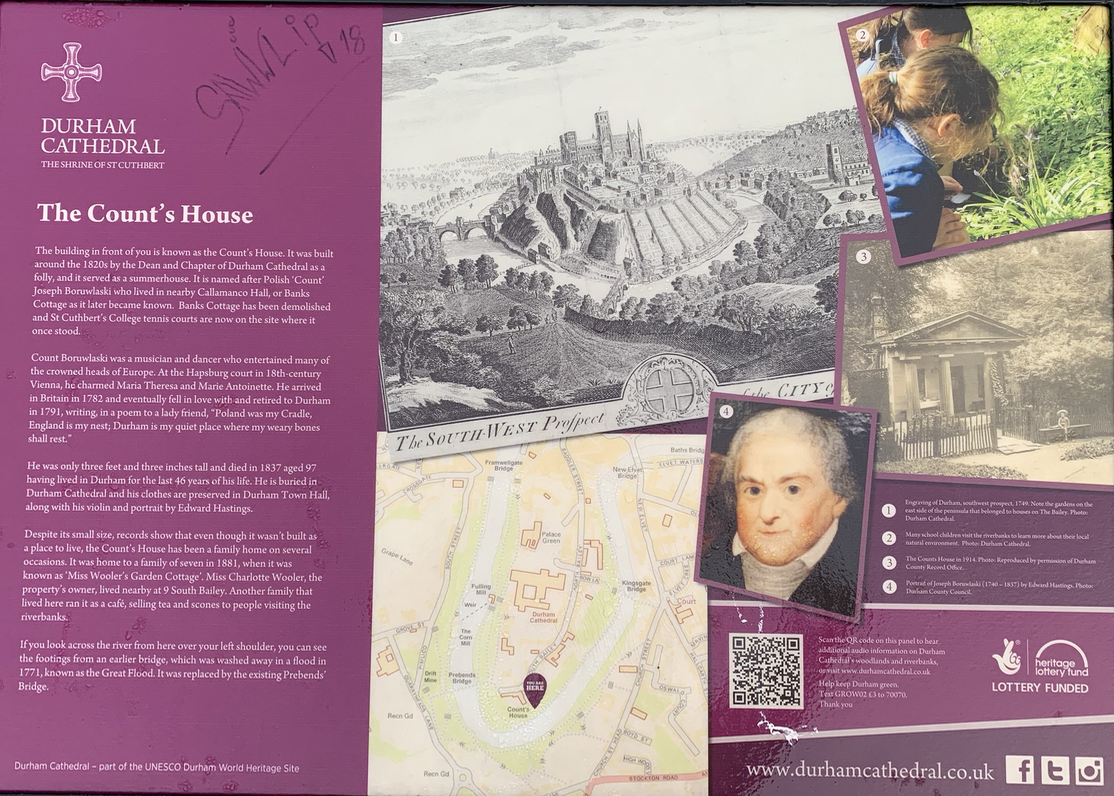 DURHAM
CATHEDRAL
THE SHRINE OF ST CUTHBERT
The Count's House
The building in front of you is known as the Count's House. It was built
around the 1820s by the Dean and Chapter of Durham Cathedral as a
folly, and it served as a summerhouse. It is named after Polish 'Count'
Joseph Boruwlaski who lived in nearby Callamanco Hall, or Banks
Cottage as it later became known. Banks Cottage has been demolished
and St Cuthbert's College tennis courts are now on the site where it
once stood.
Count Boruwlaski was a musician and dancer who entertained many of
the crowned heads of Europe. At the Hapsburg court in 18th-century
Vienna, he charmed Maria Theresa and Marie Antoinette. He arrived
in Britain in 1782 and eventually fell in love with and retired to Durham
in 1791, writing, in a poem to a lady friend, "Poland was my Cradle,
England is my nest; Durham is my quiet place where my weary bones
shall rest."
He was only three feet and three inches tall and died in 1837 aged 97
having lived in Durham for the last 46 years of his life. He is buried in
Durham Cathedral and his clothes are preserved in Durham Town Hall,
along with his violin and portrait by Edward Hastings.
Despite its small size, records show that even though it wasn't built as
a place to live, the Count's House has been a family home on several
occasions. It was home to a family of seven in 1881, when it was
known as 'Miss Wooler's Garden Cottage'. Miss Charlotte Wooler, the
property's owner, lived nearby at 9 South Bailey. Another family that
lived here ran it as a café, selling tea and scones to people visiting the
riverbanks.
If you look across the river from here over your left shoulder, you can see
the footings from an earlier bridge, which was washed away in a flood in
1771, known as the Great Flood. It was replaced by the existing Prebends'
Bridge.
Durham Cathedral – part of the UNESCO Durham World Heritage Site
1
The SOUTH-WEST Prospect
of the CITY o
2
3
4
Framwellgate
Bridge
New Elvet
Bridge
Baths Bridg
ELVET WATERS
SADDLER STREET
Palace
Green
Grape Lane
SOUTH STREET
Fulling
Mill
Weir
Kingsgate
Bridge
Durham
Cathedral
Court
The
Corn
Mill
GROVE ST
Drift
Mine
Prebends
Bridge
YOU ARE
HERE
Count's
House
Recn Gd
Recn Gd
OSWALD
BOYD ST
HIGH WOO
CHURCH ST
STOCKTON ROAD
1 Engraving of Durham, southwest prospect, 1749. Note the gardens on the
east side of the peninsula that belonged to houses on The Bailey. Photo:
Durham Cathedral.
2 Many school children visit the riverbanks to learn more about their local
natural environment. Photo: Durham Cathedral.
3 The Counts House in 1914. Photo: Reproduced by permission of Durham
County Record Office.
4 Portrait of Joseph Boruwlaski (1740 – 1837) by Edward Hastings. Photo:
Durham County Council.
Scan the QR code on this panel to hear
additional audio information on Durham
Cathedral's woodlands and riverbanks,
or visit www.durhamcathedral.co.uk
Help keep Durham green.
Text GROW02 £3 to 70070.
Thank you
heritage
lottery fund
LOTTERY FUNDED
www.durhamcathedral.co.uk